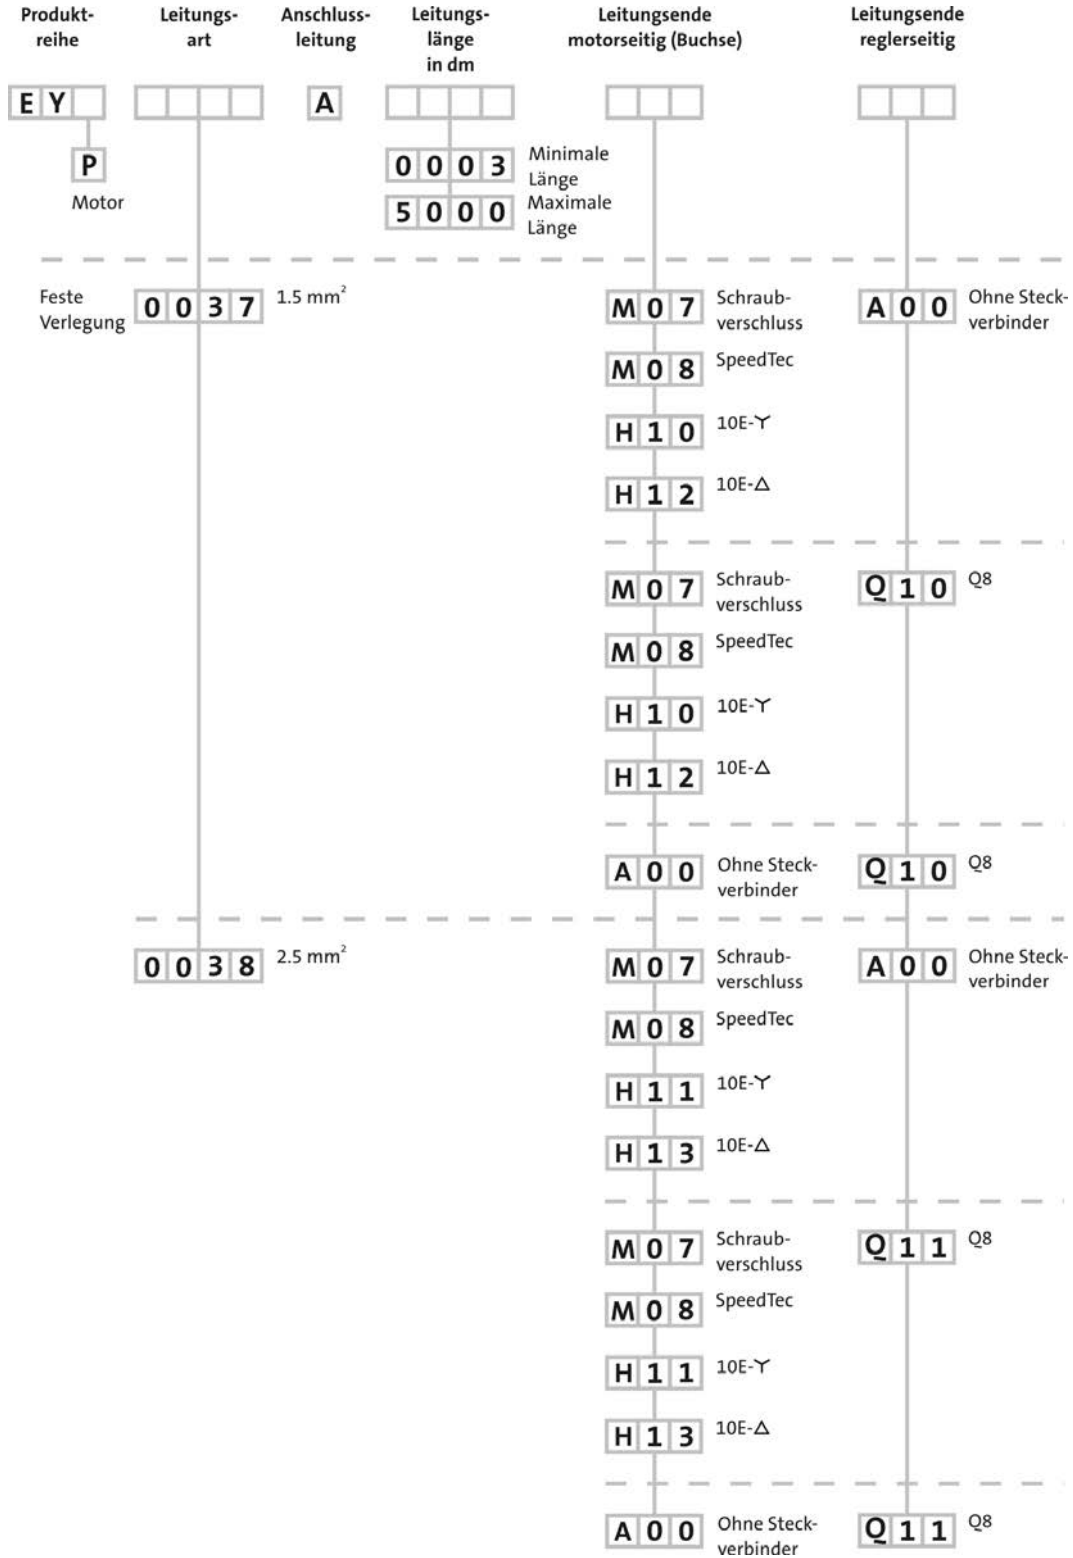 Produkt-
reihe
Leitungs-
art
Anschluss-
leitung
Leitungs-
länge
in dm
Leitungsende
motorseitig (Buchse)
Leitungsende
reglerseitig
E Y
A
P
Motor
0 0 0 3
Minimale
Länge
5 0 0 0
Maximale
Länge
Feste
Verlegung
0 0 3 7
1.5 mm²
M 0 7
Schraub-
verschluss
A 0 0
Ohne Steck-
verbinder
M 0 8
SpeedTec
H 1 0
10E-Y
H 1 2
10E-△
M 0 7
Schraub-
verschluss
Q 1 0
Q8
M 0 8
SpeedTec
H 1 0
10E-Y
H 1 2
10E-△
A 0 0
Ohne Steck-
verbinder
Q 1 0
Q8
0 0 3 8
2.5 mm²
M 0 7
Schraub-
verschluss
A 0 0
Ohne Steck-
verbinder
M 0 8
SpeedTec
H 1 1
10E-Y
H 1 3
10E-△
M 0 7
Schraub-
verschluss
Q 1 1
Q8
M 0 8
SpeedTec
H 1 1
10E-Y
H 1 3
10E-△
A 0 0
Ohne Steck-
verbinder
Q 1 1
Q8